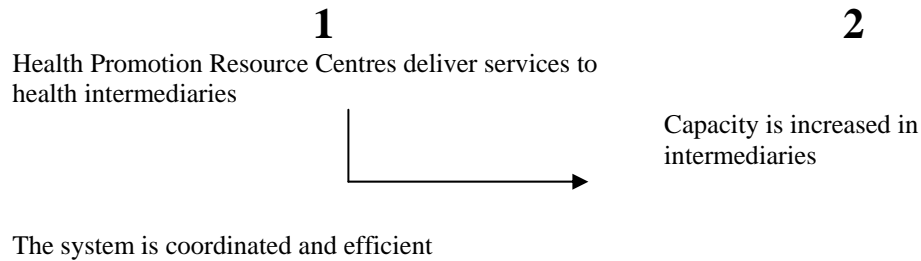 1
2
Health Promotion Resource Centres deliver services to
health intermediaries
Capacity is increased in
intermediaries
The system is coordinated and efficient